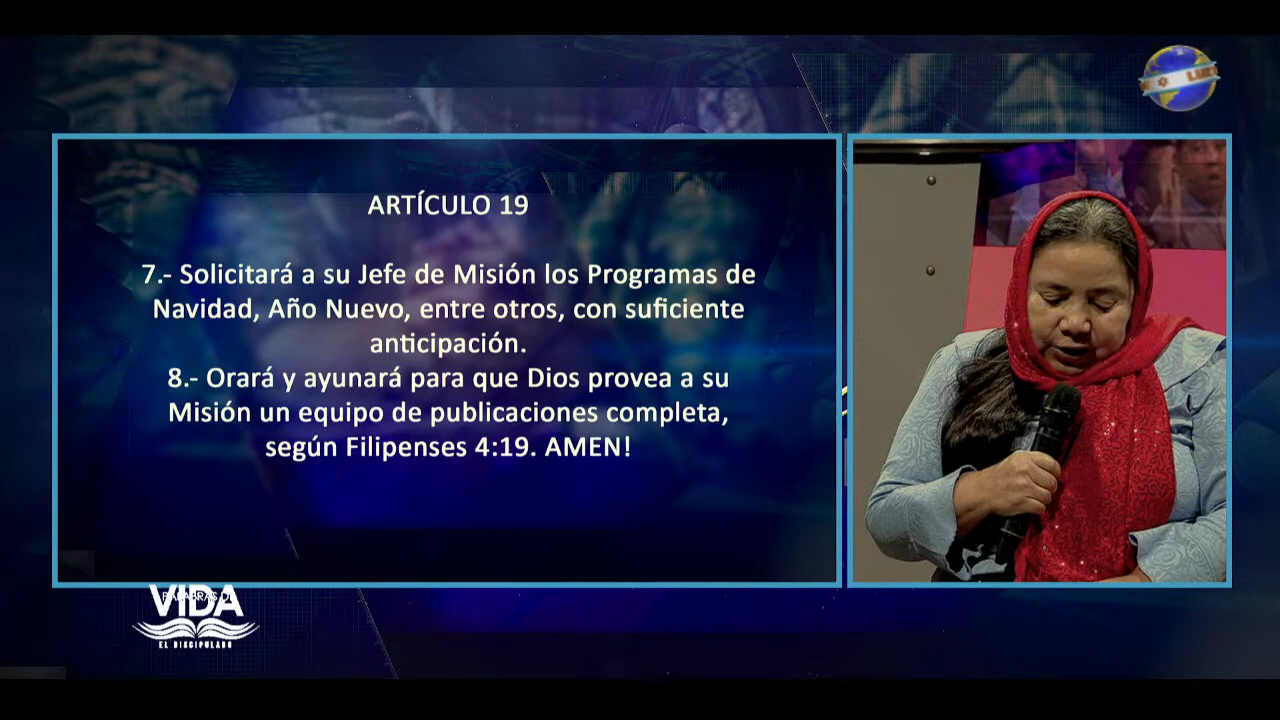 ARTÍCULO 19
7.- Solicitará a su Jefe de Misión los Programas de
Navidad, Año Nuevo, entre otros, con suficiente
anticipación.
8.- Orará y ayunará para que Dios provea a su
Misión un equipo de publicaciones completa,
según Filipenses 4:19. AMEN!
PALABRAS DE
VIDA
EL DISCIPULADO